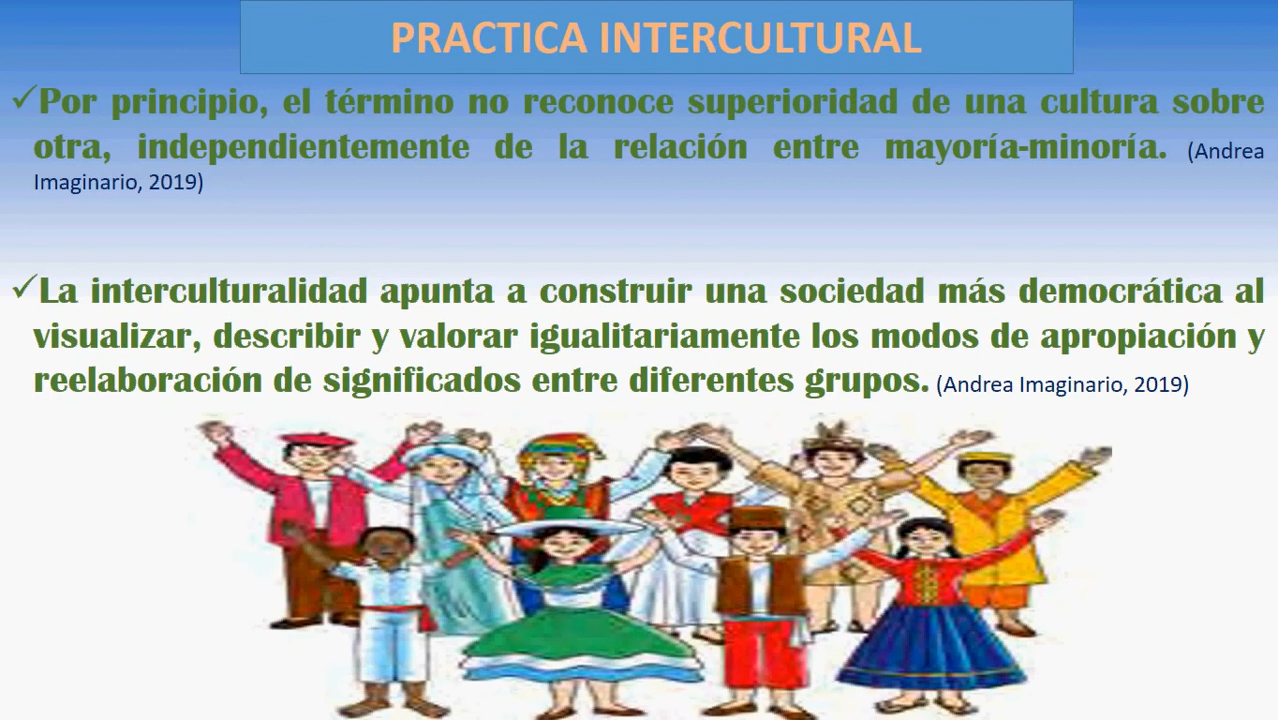 PRACTICA INTERCULTURAL
✓Por principio, el término no reconoce superioridad de una cultura sobre
otra, independientemente de la relación entre mayoría-minoría. (Andrea
Imaginario, 2019)
✓La interculturalidad apunta a construir una sociedad más democrática al
visualizar, describir y valorar igualitariamente los modos de apropiación y
reelaboración de significados entre diferentes grupos. (Andrea Imaginario, 2019)